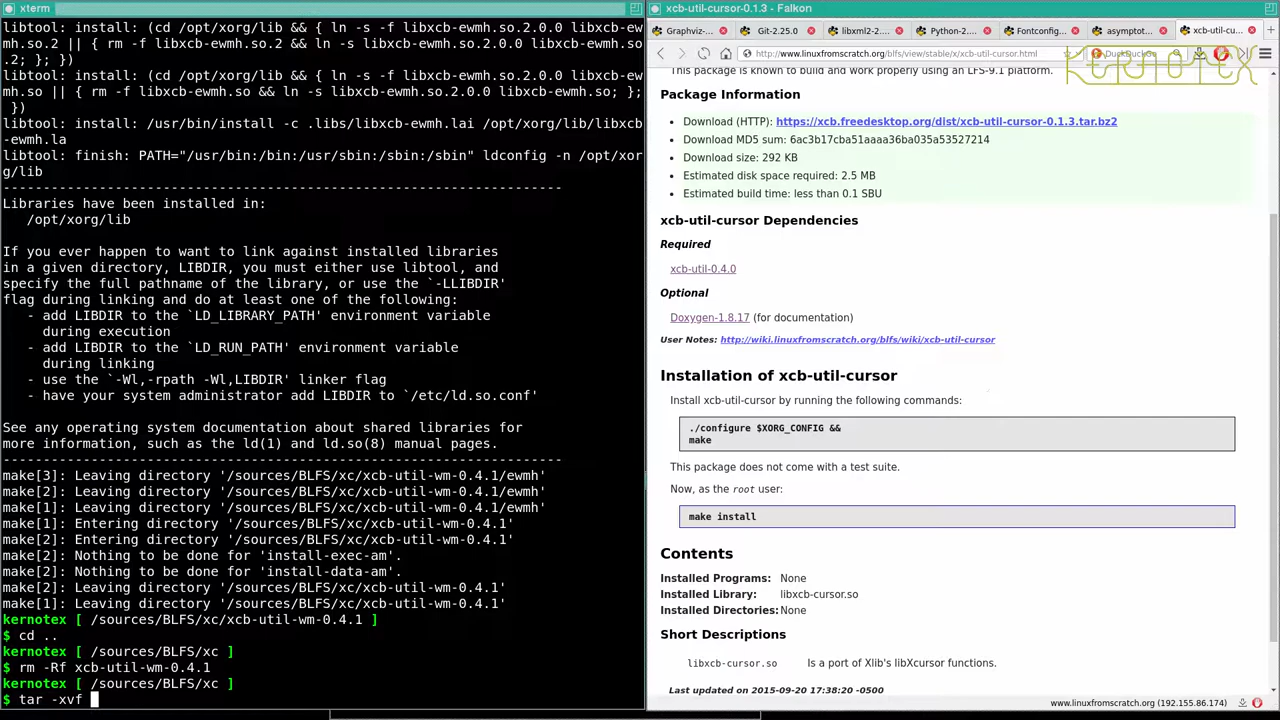 xterm
libtool: install: (cd /opt/xorg/lib && { ln -s -f libxcb-ewmh.so.2.0.0 libxcb-ew
mh.so.2 || { rm -f libxcb-ewmh.so.2 && ln -s libxcb-ewmh.so.2.0.0 libxcb-ewmh.so
.2; }; })
libtool: install: (cd /opt/xorg/lib && { ln -s -f libxcb-ewmh.so.2.0.0 libxcb-ew
mh.so || { rm -f libxcb-ewmh.so && ln -s libxcb-ewmh.so.2.0.0 libxcb-ewmh.so; };
})
libtool: install: /usr/bin/install -c .libs/libxcb-ewmh.lai /opt/xorg/lib/libxcb
-ewmh.la
libtool: finish: PATH="/usr/bin:/bin:/usr/sbin:/sbin:/sbin" ldconfig -n /opt/xor
g/lib
----------------------------------------------------------------------
Libraries have been installed in:
/opt/xorg/lib
If you ever happen to want to link against installed libraries
in a given directory, LIBDIR, you must either use libtool, and
specify the full pathname of the library, or use the `-LLIBDIR'
flag during linking and do at least one of the following:
- add LIBDIR to the `LD_LIBRARY_PATH' environment variable
during execution
- add LIBDIR to the `LD_RUN_PATH' environment variable
during linking
- use the `-Wl,-rpath -Wl,LIBDIR' linker flag
- have your system administrator add LIBDIR to `/etc/ld.so.conf'
See any operating system documentation about shared libraries for
more information, such as the ld(1) and ld.so(8) manual pages.
----------------------------------------------------------------------
make[3]: Leaving directory '/sources/BLFS/xc/xcb-util-wm-0.4.1/ewmh'
make[2]: Leaving directory '/sources/BLFS/xc/xcb-util-wm-0.4.1/ewmh'
make[1]: Leaving directory '/sources/BLFS/xc/xcb-util-wm-0.4.1/ewmh'
make[1]: Entering directory '/sources/BLFS/xc/xcb-util-wm-0.4.1'
make[2]: Entering directory '/sources/BLFS/xc/xcb-util-wm-0.4.1'
make[2]: Nothing to be done for 'install-exec-am'.
make[2]: Nothing to be done for 'install-data-am'.
make[2]: Leaving directory '/sources/BLFS/xc/xcb-util-wm-0.4.1'
make[1]: Leaving directory '/sources/BLFS/xc/xcb-util-wm-0.4.1'
kernotex [ /sources/BLFS/xc/xcb-util-wm-0.4.1 ]
$ cd ..
kernotex [ /sources/BLFS/xc ]
$ rm -Rf xcb-util-wm-0.4.1
kernotex [ /sources/BLFS/xc ]
$ tar -xvf
xcb-util-cursor-0.1.3 - Falkon
Graphviz-... Git-2.25.0 libxml2-2.... Python-2.... Fontconfig... asymptot... xcb-util-cu...
http://www.linuxfromscratch.org/blfs/view/stable/x/xcb-util-cursor.html DuckDuckGo
KERNOTEX
This package is known to build and work properly using an LFS-9.1 platform.
Package Information
• Download (HTTP): https://xcb.freedesktop.org/dist/xcb-util-cursor-0.1.3.tar.bz2
• Download MD5 sum: 6ac3b17cba51aaaa36ba035a53527214
• Download size: 292 KB
• Estimated disk space required: 2.5 MB
• Estimated build time: less than 0.1 SBU
xcb-util-cursor Dependencies
Required
xcb-util-0.4.0
Optional
Doxygen-1.8.17 (for documentation)
User Notes: http://wiki.linuxfromscratch.org/blfs/wiki/xcb-util-cursor
Installation of xcb-util-cursor
Install xcb-util-cursor by running the following commands:
./configure $XORG_CONFIG &&
make
This package does not come with a test suite.
Now, as the root user:
make install
Contents
Installed Programs: None
Installed Library: libxcb-cursor.so
Installed Directories: None
Short Descriptions
libxcb-cursor.so Is a port of Xlib's libXcursor functions.
Last updated on 2015-09-20 17:38:20 -0500
www.linuxfromscratch.org (192.155.86.174)